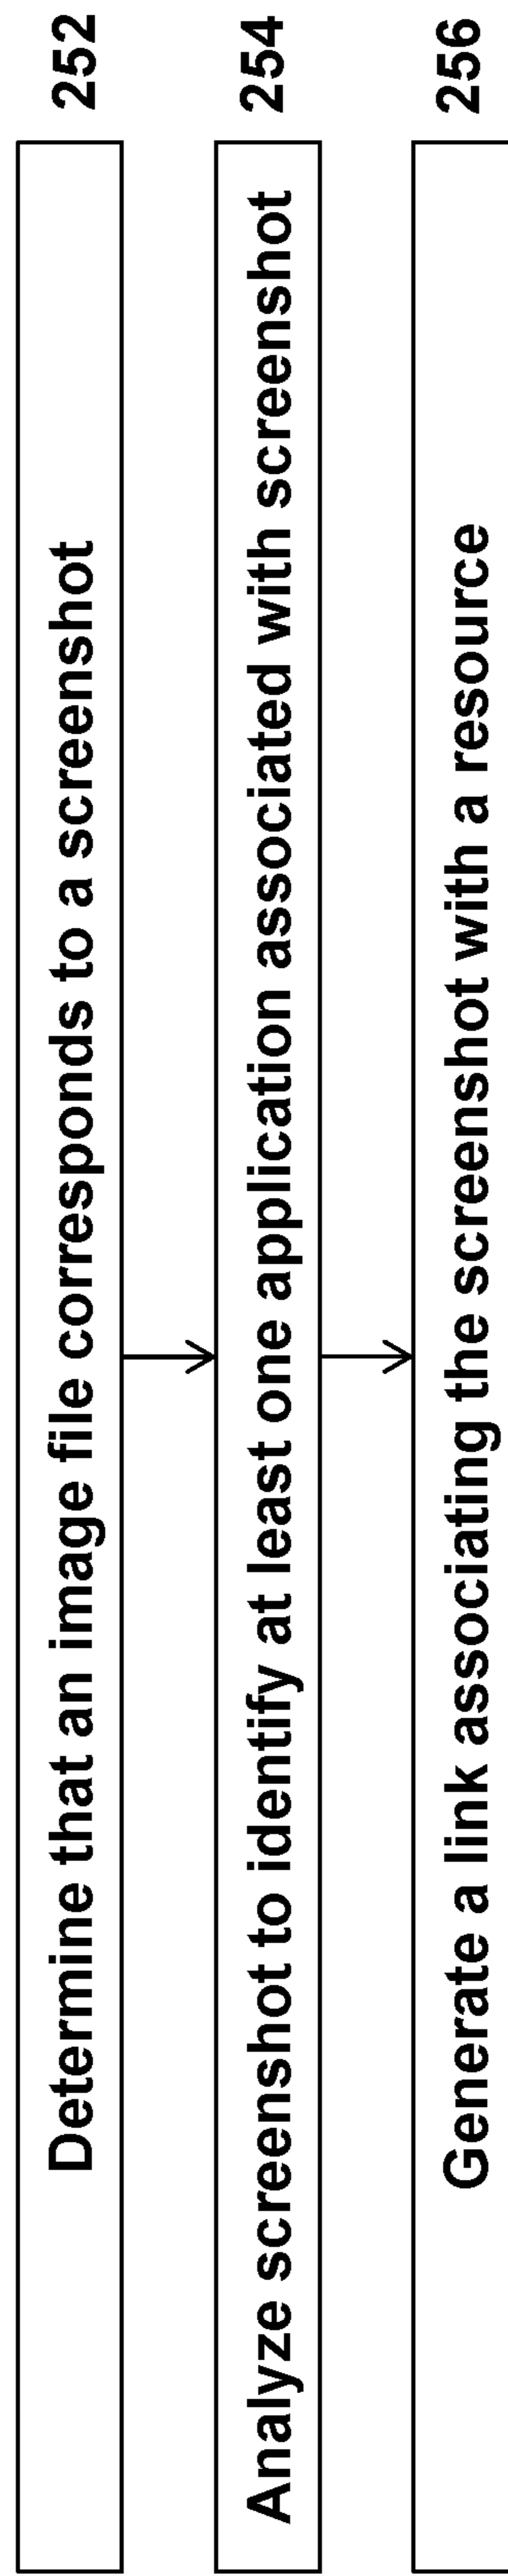 Determine that an image file corresponds to a screenshot 252
Analyze screenshot to identify at least one application associated with screenshot 254
Generate a link associating the screenshot with a resource 256